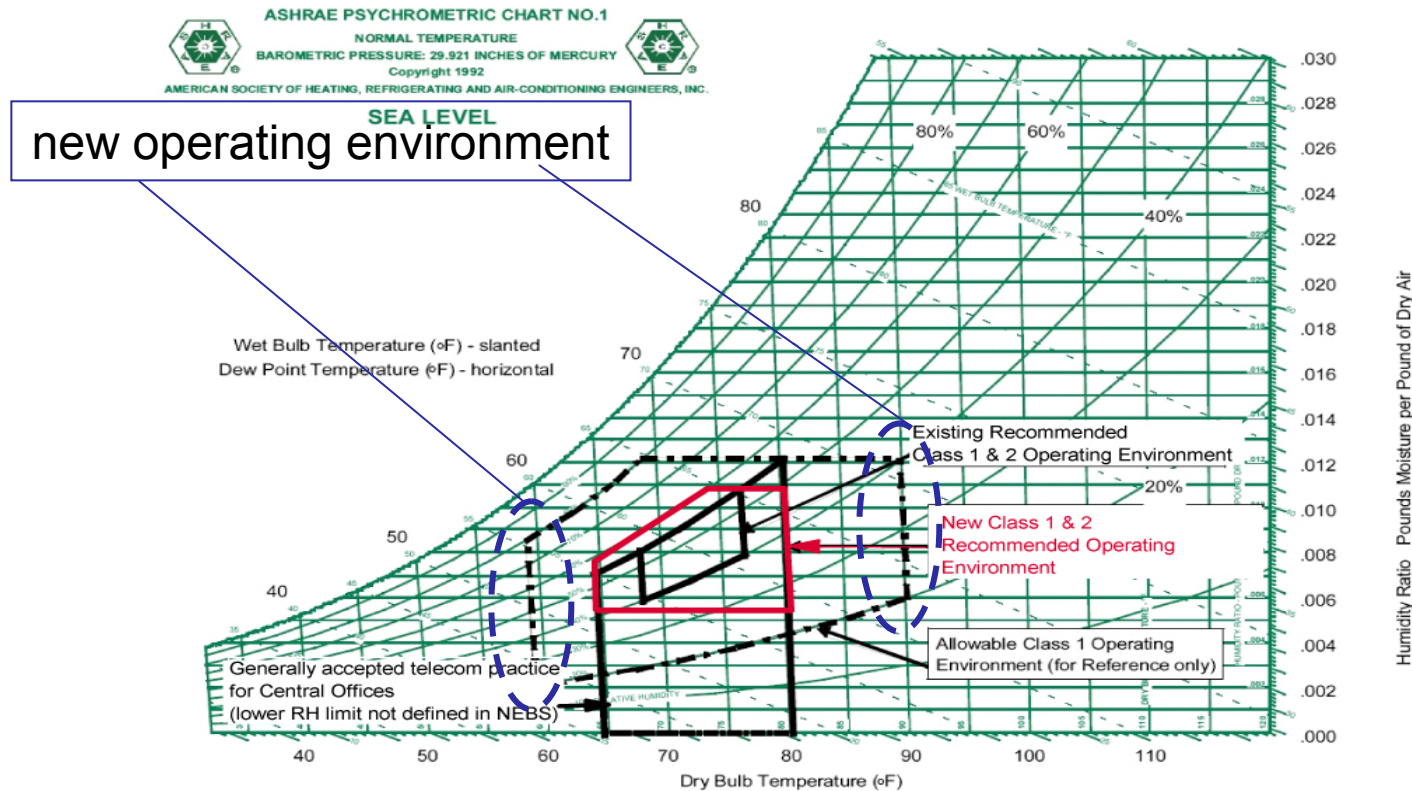 ASHRAE PSYCHROMETRIC CHART NO.1
NORMAL TEMPERATURE
BAROMETRIC PRESSURE: 29.921 INCHES OF MERCURY
Copyright 1992
AMERICAN SOCIETY OF HEATING, REFRIGERATING AND AIR-CONDITIONING ENGINEERS, INC.
SEA LEVEL
new operating environment
Wet Bulb Temperature (°F) - slanted
Dew Point Temperature (°F) - horizontal
80%
60%
40%
20%
80
70
60
50
40
85 WET BULB TEMPERATURE - °F
Existing Recommended
Class 1 & 2 Operating Environment
New Class 1 & 2
Recommended Operating
Environment
Allowable Class 1 Operating
Environment (for Reference only)
Generally accepted telecom practice
for Central Offices
(lower RH limit not defined in NEBS)
.030
.028
.026
.024
.022
.020
.018
.016
.014
.012
.010
.008
.006
.004
.002
.000
Humidity Ratio Pounds Moisture per Pound of Dry Air
40
50
60
70
80
90
100
110
Dry Bulb Temperature (°F)